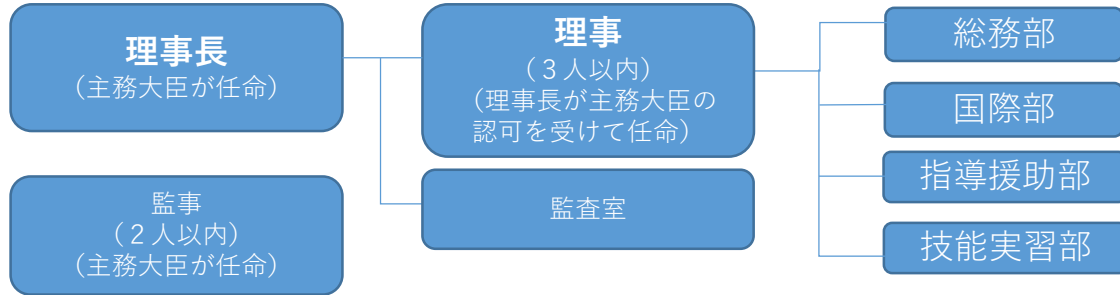 理事長
（主務大臣が任命）
理事
（３人以内）
（理事長が主務大臣の
認可を受けて任命）
総務部
国際部
指導援助部
技能実習部
監事
（２人以内）
（主務大臣が任命）
監査室